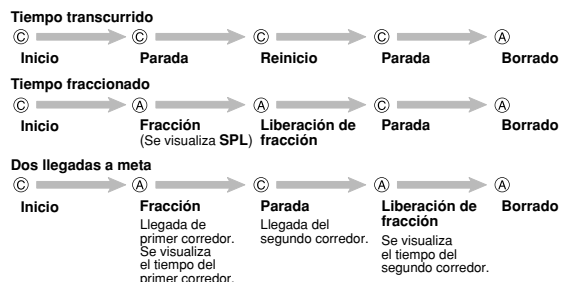 Tiempo transcurrido
Ⓒ Ⓒ Ⓒ Ⓒ Ⓐ
Inicio Parada Reinicio Parada Borrado
Tiempo fraccionado
Ⓒ Ⓐ Ⓐ Ⓒ Ⓐ
Inicio Fracción Liberación de Parada Borrado
(Se visualiza SPL) fracción
Dos llegadas a meta
Ⓒ Ⓐ Ⓒ Ⓐ Ⓐ
Inicio Fracción Parada Liberación de Borrado
fracción
Llegada de
primer corredor.
Se visualiza
el tiempo del
primer corredor.
Llegada del
segundo corredor.
Se visualiza
el tiempo del
segundo corredor.